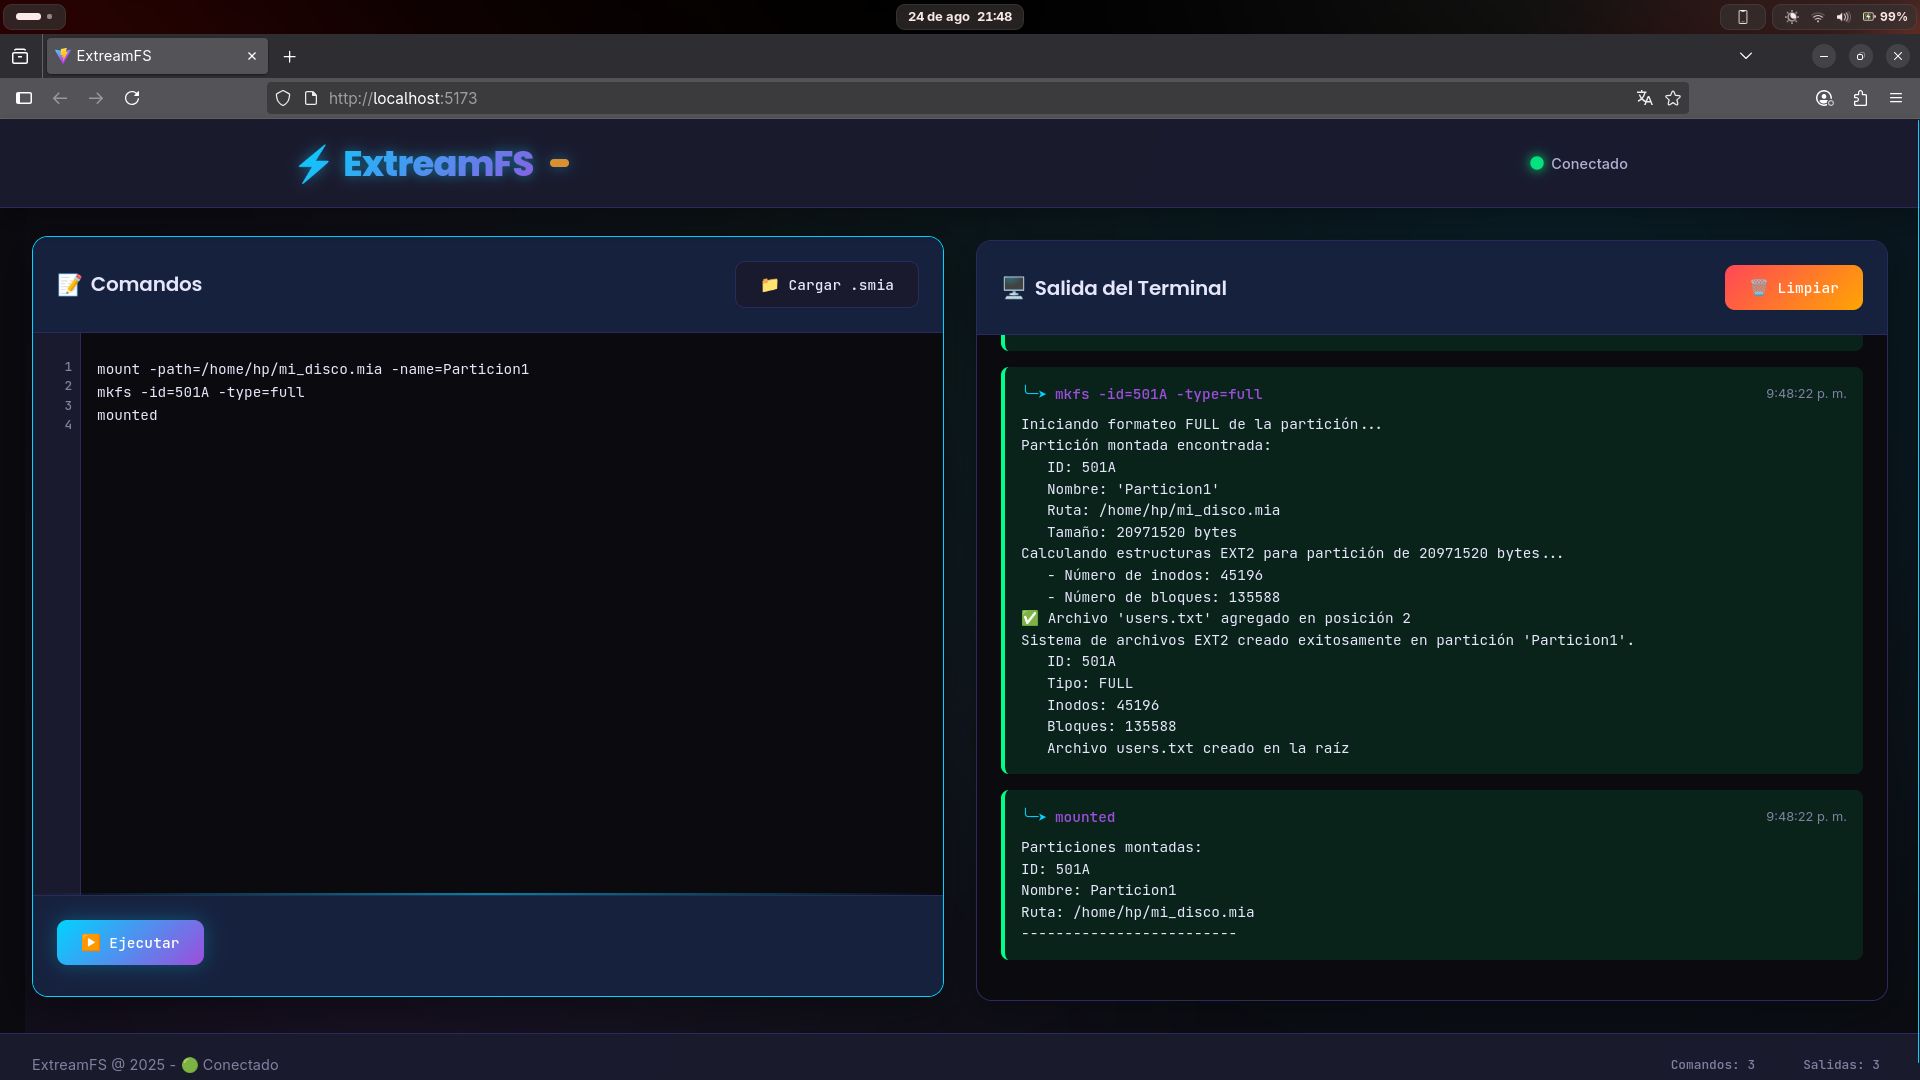 24 de ago 21:48
99%
ExtreamFS
http://localhost:5173
ExtreamFS
Conectado
Comandos
Cargar .smia
1
2
3
4
mount -path=/home/hp/mi_disco.mia -name=Particion1
mkfs -id=501A -type=full
mounted
Ejecutar
Salida del Terminal
Limpiar
mkfs -id=501A -type=full 9:48:22 p. m.
Iniciando formateo FULL de la partición...
Partición montada encontrada:
ID: 501A
Nombre: 'Particion1'
Ruta: /home/hp/mi_disco.mia
Tamaño: 20971520 bytes
Calculando estructuras EXT2 para partición de 20971520 bytes...
- Número de inodos: 45196
- Número de bloques: 135588
✅ Archivo 'users.txt' agregado en posición 2
Sistema de archivos EXT2 creado exitosamente en partición 'Particion1'.
ID: 501A
Tipo: FULL
Inodos: 45196
Bloques: 135588
Archivo users.txt creado en la raíz
mounted 9:48:22 p. m.
Particiones montadas:
ID: 501A
Nombre: Particion1
Ruta: /home/hp/mi_disco.mia
-------------------------
ExtreamFS @ 2025 - 🟢 Conectado
Comandos: 3 Salidas: 3